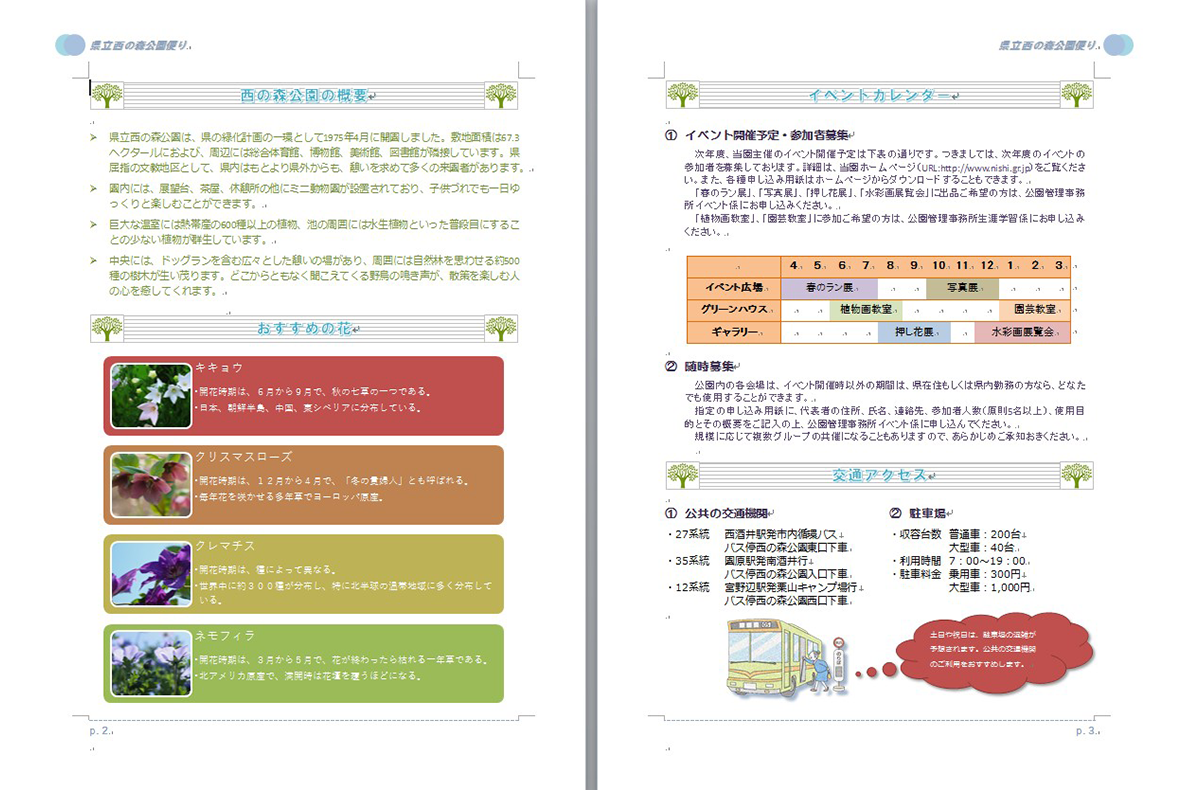 県立西の森公園便り
西の森公園の概要
➢ 県立西の森公園は、県の緑化計画の一環として1975年4月に開園しました。敷地面積は67.3
ヘクタールにおよび、周辺には総合体育館、博物館、美術館、図書館が隣接しています。県
屈指の文教地区として、県内はもとより県外からも、憩いを求めて多くの来園者があります。
➢ 園内には、展望台、茶屋、休憩所の他にミニ動物園が設置されており、子供づれでも一日ゆ
っくりと楽しむことができます。
➢ 巨大な温室には熱帯産の600種以上の植物、池の周囲には水生植物といった普段目にするこ
との少ない植物が群生しています。
➢ 中央には、ドッグランを含む広々とした憩いの場があり、周囲には自然林を思わせる約500
種の樹木が生い茂ります。どこからともなく聞こえてくる野鳥の鳴き声が、散策を楽しむ人
の心を癒してくれます。
おすすめの花
キキョウ
・開花時期は、６月から９月で、秋の七草の一つである。
・日本、朝鮮半島、中国、東シベリアに分布している。
クリスマスローズ
・開花時期は、１２月から４月で、「冬の貴婦人」とも呼ばれる。
・毎年花を咲かせる多年草でヨーロッパ原産。
クレマチス
・開花時期は、種によって異なる。
・世界中に約３００種が分布し、特に北半球の温帯地域に多く分布して
いる。
ネモフィラ
・開花時期は、３月から５月で、花が終わったら枯れる一年草である。
・北アメリカ原産で、満開時は花壇を覆うほどになる。
p. 2
県立西の森公園便り
イベントカレンダー
① イベント開催予定・参加者募集
次年度、当園主催のイベント開催予定は下表の通りです。つきましては、次年度のイベントの
参加者を募集しております。詳細は、当園ホームページ（URL:http://www.nishi.gr.jp）をご覧くださ
い。また、各種申し込み用紙はホームページからダウンロードすることもできます。
「春のラン展」、「写真展」、「押し花展」、「水彩画展覧会」に出品ご希望の方は、公園管理事務
所イベント係にお申し込みください。
「植物画教室」、「園芸教室」に参加ご希望の方は、公園管理事務所生涯学習係にお申し込み
ください。
4 5 6 7 8 9 10 11 12 1 2 3
イベント広場 春のラン展 写真展
グリーンハウス 植物画教室 園芸教室
ギャラリー 押し花展 水彩画展覧会
② 随時募集
公園内の各会場は、イベント開催時以外の期間は、県在住もしくは県内勤務の方なら、どなた
でも使用することができます。
指定の申し込み用紙に、代表者の住所、氏名、連絡先、参加者人数（原則5名以上）、使用目
的とその概要をご記入の上、公園管理事務所イベント係に申し込んでください。
規模に応じて複数グループの共催になることもありますので、あらかじめご承知おきください。
交通アクセス
① 公共の交通機関
・27系統 西酒井駅発市内循環バス
バス停西の森公園東口下車
・35系統 園原駅発南酒井行
バス停西の森公園入口下車
・12系統 宮野辺駅発栗山キャンプ場行
バス停西の森公園西口下車
② 駐車場
・収容台数 普通車：200台
大型車：40台
・利用時間 7：00～19：00
・駐車料金 乗用車：300円
大型車：1,000円
土日や祝日は、駐車場の混雑が
予想されます。公共の交通機関
のご利用をおすすめします。
p. 3